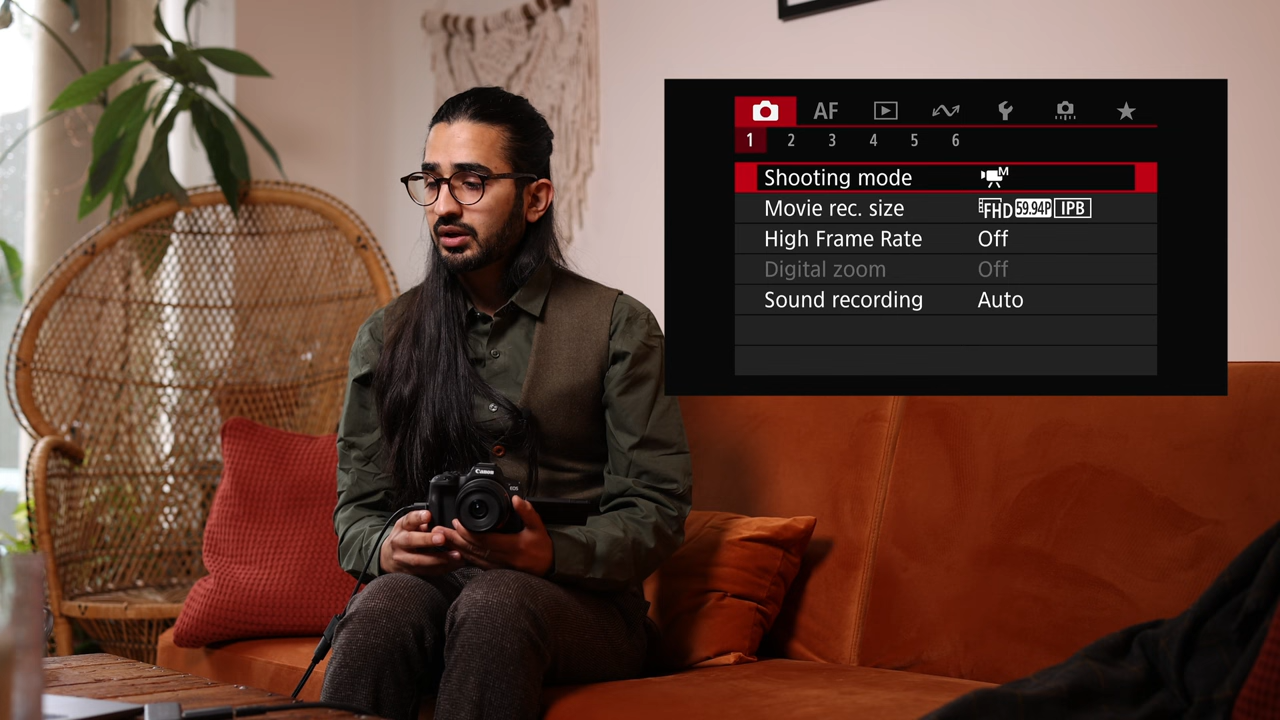 AF
1 2 3 4 5 6
Shooting mode M
Movie rec. size FHD 59.94P IPB
High Frame Rate Off
Digital zoom Off
Sound recording Auto
Canon
EOS